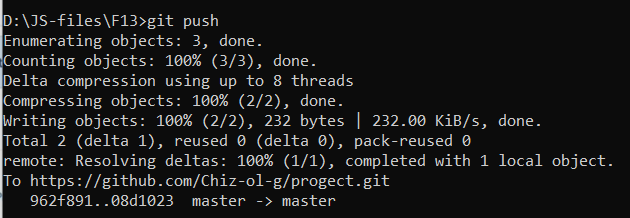 D:\JS-files\F13>git push
Enumerating objects: 3, done.
Counting objects: 100% (3/3), done.
Delta compression using up to 8 threads
Compressing objects: 100% (2/2), done.
Writing objects: 100% (2/2), 232 bytes | 232.00 KiB/s, done.
Total 2 (delta 1), reused 0 (delta 0), pack-reused 0
remote: Resolving deltas: 100% (1/1), completed with 1 local object.
To https://github.com/Chiz-ol-g/progect.git
   962f891..08d1023  master -> master